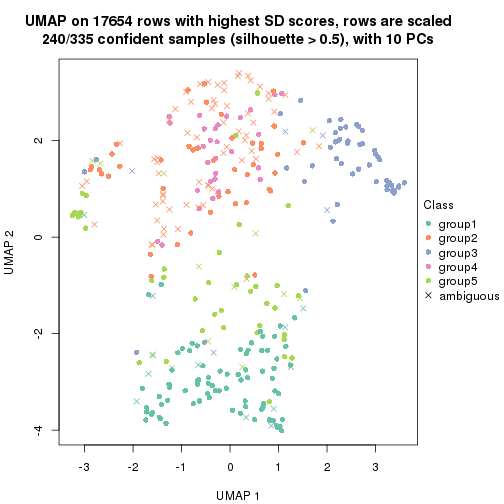 UMAP on 17654 rows with highest SD scores, rows are scaled
240/335 confident samples (silhouette > 0.5), with 10 PCs
2
0
-2
-4
UMAP 2
-3
-2
-1
0
1
2
3
UMAP 1
Class
group1
group2
group3
group4
group5
ambiguous